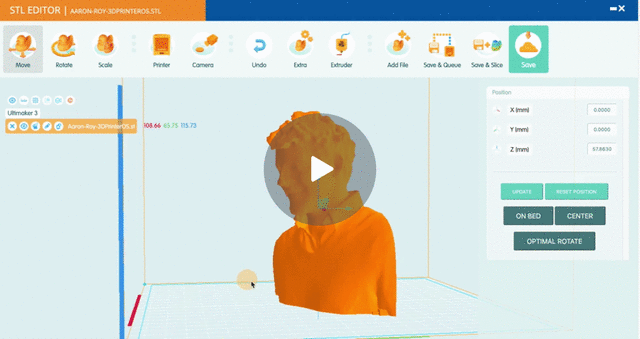 STL EDITOR | AARON-ROY-3DPRINTEROS.STL
Move Rotate Scale Printer Camera Undo Extra Extruder Add File Save & Queue Save & Slice Save
Position
Ultimaker 3
Aaron-Roy-3DPrinterOS.stl
108.66 65.75 115.73
X (mm) 0.0000
Y (mm) 0.0000
Z (mm) 57.8830
UPDATE RESET POSITION
ON BED CENTER
OPTIMAL ROTATE